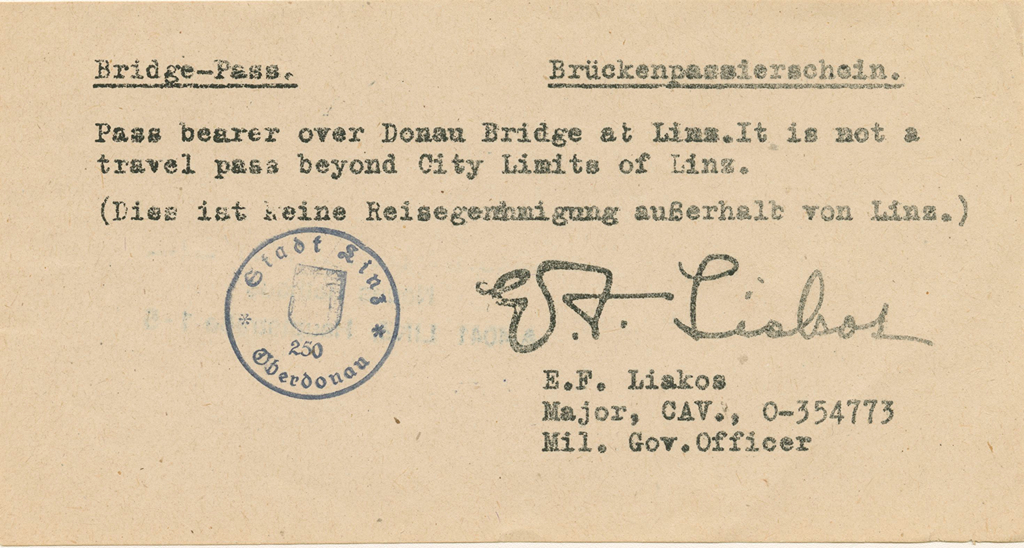 Bridge-Pass. Brückenpassierschein.
Pass bearer over Donau Bridge at Linz.It is not a
travel pass beyond City Limits of Linz.
(Dies ist keine Reisegenhmigung außerhalb von Linz.)
Stadt Linz
250
Oberdonau
E.F. Liakos
E.F. Liakos
Major, CAV., O-354773
Mil. Gov.Officer